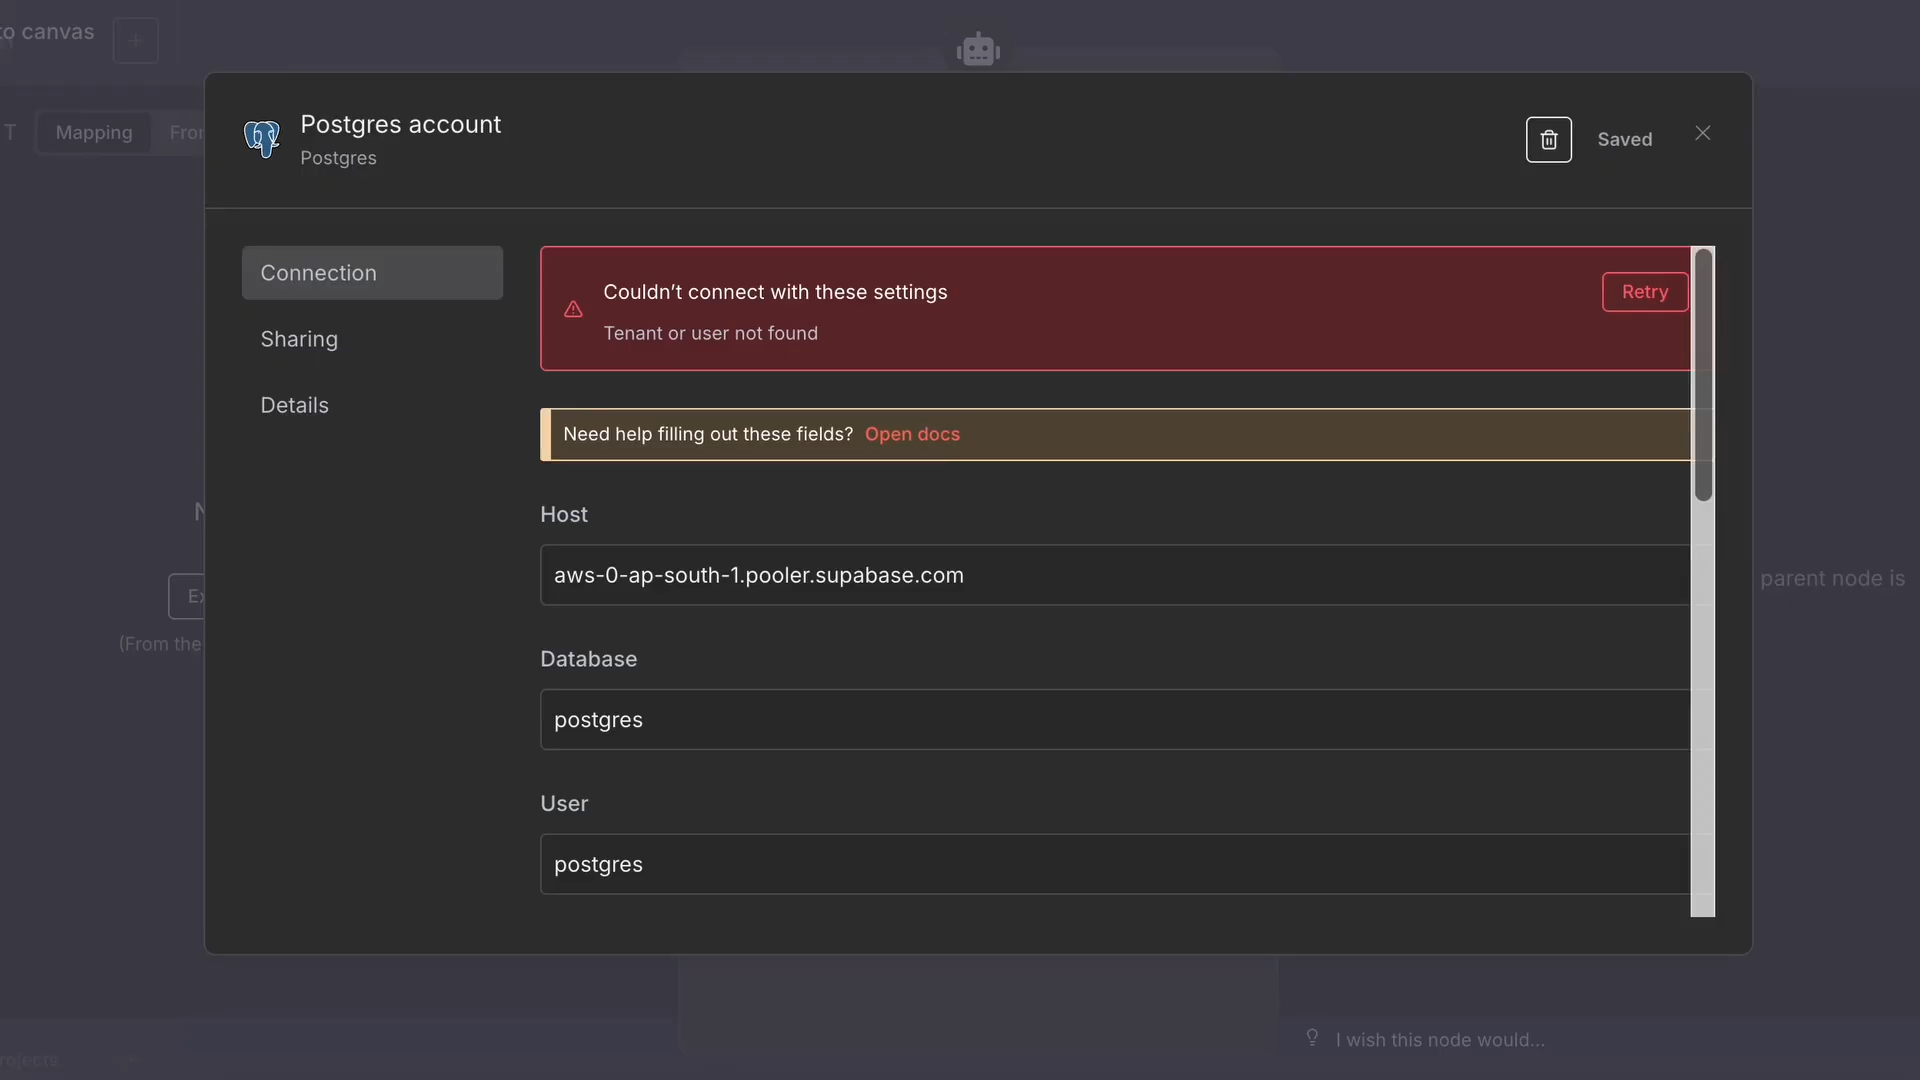 to canvas
T
Mapping
Fron
Postgres account
Postgres
Saved
Connection
Sharing
Details
Couldn’t connect with these settings
Tenant or user not found
Retry
Need help filling out these fields? Open docs
Host
aws-0-ap-south-1.pooler.supabase.com
Database
postgres
User
postgres
N
Ex
(From the
parent node is
I wish this node would...